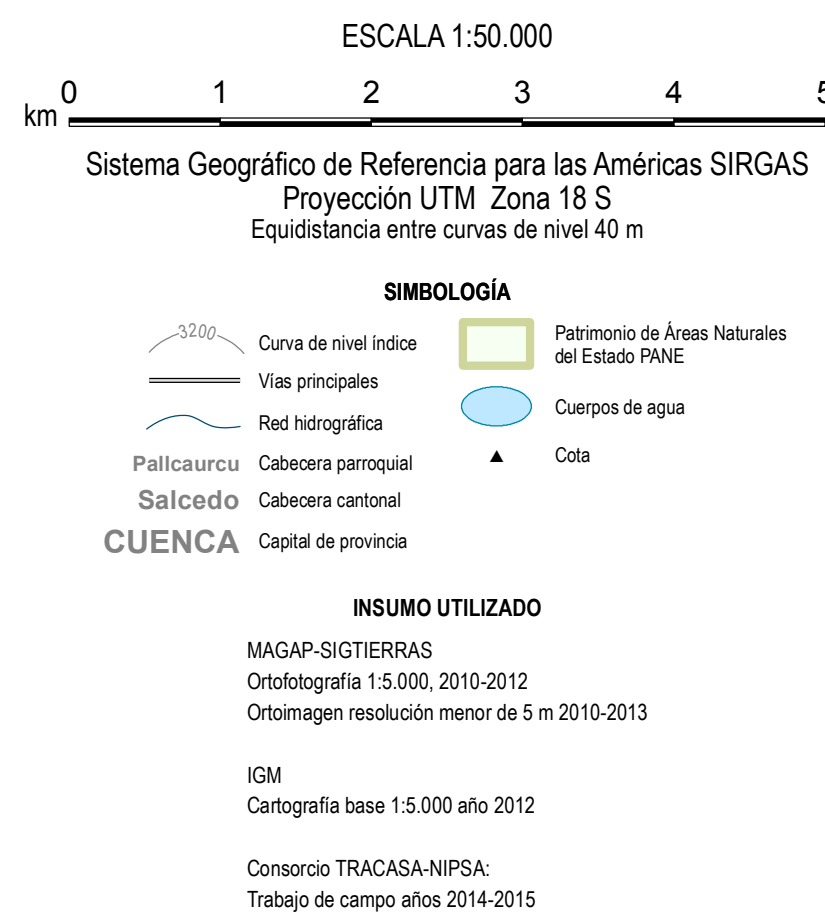 ESCALA 1:50.000
0 1 2 3 4 5
km
Sistema Geográfico de Referencia para las Américas SIRGAS
Proyección UTM Zona 18 S
Equidistancia entre curvas de nivel 40 m
SIMBOLOGÍA
3200 Curva de nivel índice
Vías principales
Red hidrográfica
Pallcaurcu Cabecera parroquial
Salcedo Cabecera cantonal
CUENCA Capital de provincia
Patrimonio de Áreas Naturales
del Estado PANE
Cuerpos de agua
Cota
INSUMO UTILIZADO
MAGAP-SIGTIERRAS
Ortofotografía 1:5.000, 2010-2012
Ortoimagen resolución menor de 5 m 2010-2013
IGM
Cartografía base 1:5.000 año 2012
Consorcio TRACASA-NIPSA:
Trabajo de campo años 2014-2015